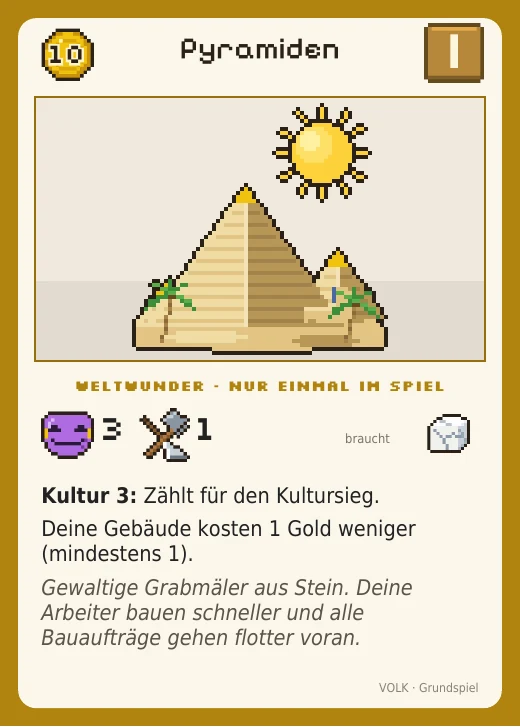 10
Pyramiden
I
WELTWUNDER · NUR EINMAL IM SPIEL
3
1
braucht
Kultur 3: Zählt für den Kultursieg.
Deine Gebäude kosten 1 Gold weniger
(mindestens 1).
Gewaltige Grabmäler aus Stein. Deine
Arbeiter bauen schneller und alle
Bauaufträge gehen flotter voran.
VOLK · Grundspiel